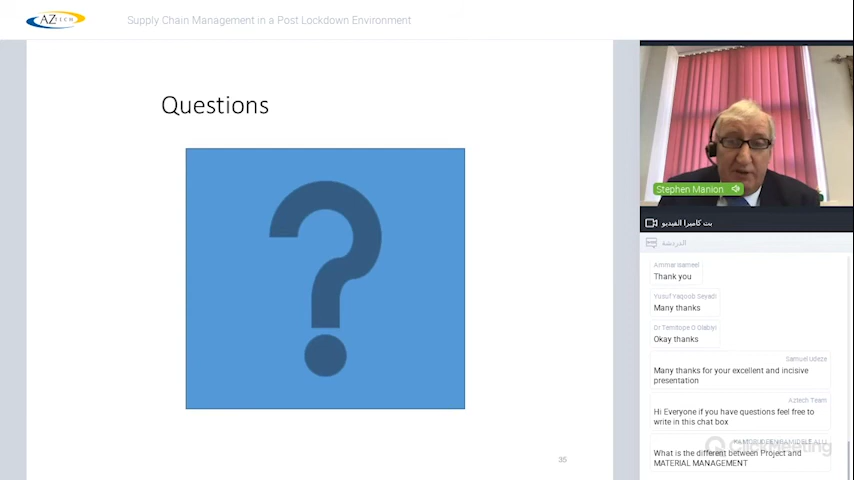 AZTECH
Supply Chain Management in a Post Lockdown Environment
Questions
?
35
Stephen Manion
بث كاميرا الفيديو
الدردشة
Ammar Isameel
Thank you
Yusuf Yaqoob Seyadi
Many thanks
Dr Temitope O Olabiyi
Okay thanks
Samuel Udeze
Many thanks for your excellent and incisive
presentation
Aztech Team
Hi Everyone if you have questions feel free to
write in this chat box
ClickMeeting
What is the different between Project and
MATERIAL MANAGEMENT